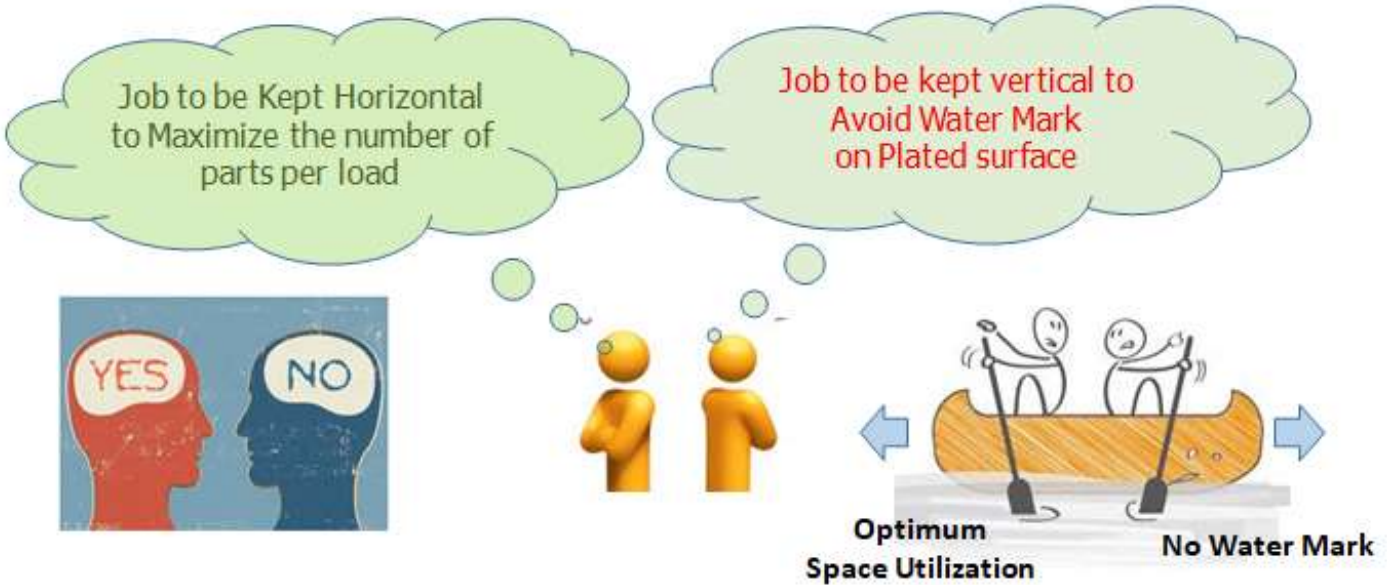 Job to be Kept Horizontal
to Maximize the number of
parts per load
Job to be kept vertical to
Avoid Water Mark
on Plated surface
YES
NO
Optimum
Space Utilization
No Water Mark